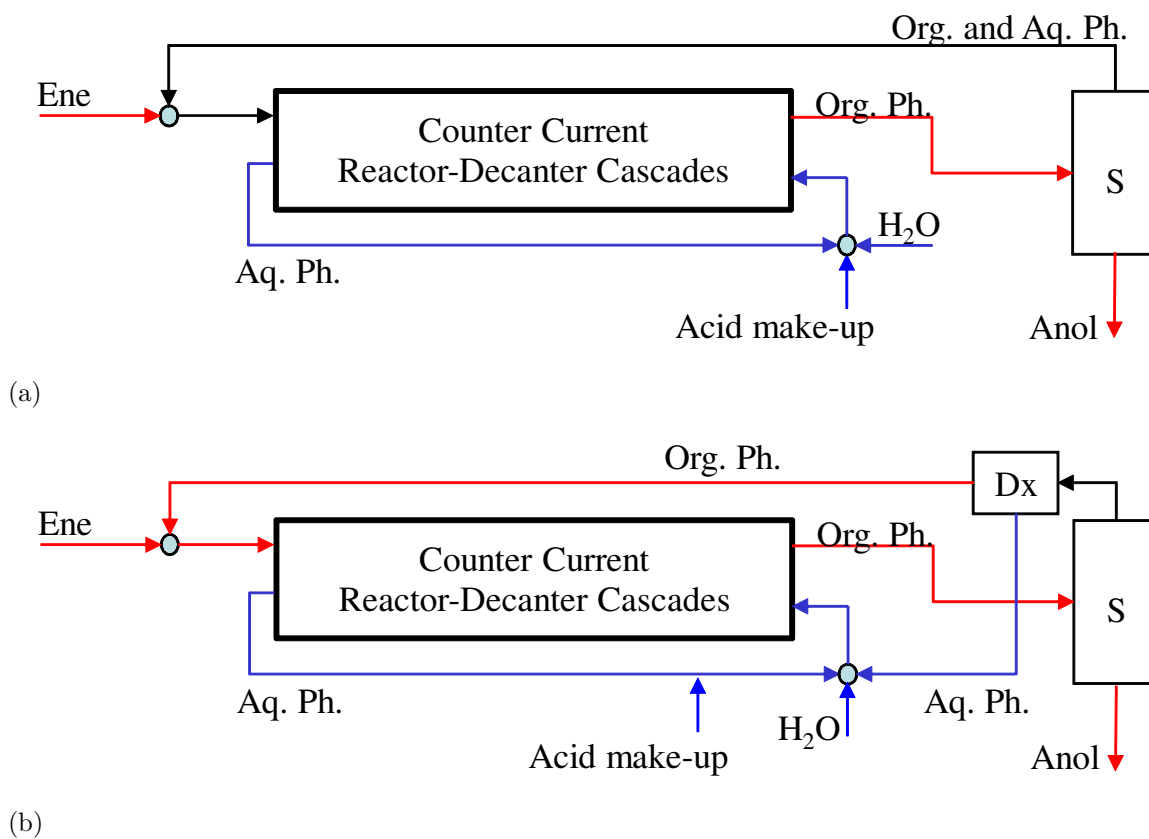 Org. and Aq. Ph.
Ene
Org. Ph.
Counter Current
Reactor-Decanter Cascades
S
H₂O
Aq. Ph.
Acid make-up
Anol
(a)
Org. Ph.
Dx
Ene
Org. Ph.
Counter Current
Reactor-Decanter Cascades
S
Aq. Ph.
H₂O
Aq. Ph.
Acid make-up
Anol
(b)